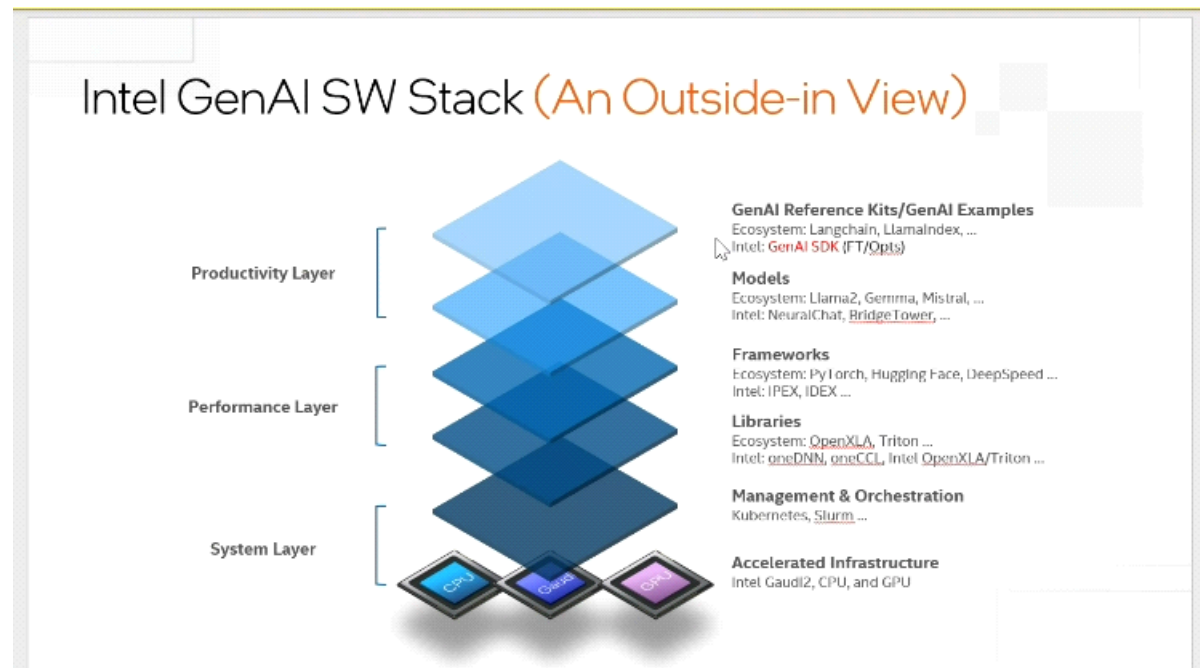 Intel GenAI SW Stack (An Outside-in View)
Productivity Layer
GenAI Reference Kits/GenAI Examples
Ecosystem: Langchain, LlamaIndex, ...
Intel: GenAI SDK (FT/Opts)
Models
Ecosystem: Llama2, Gemma, Mistral, ...
Intel: NeuralChat, BridgeTower, ...
Performance Layer
Frameworks
Ecosystem: PyTorch, Hugging Face, DeepSpeed ...
Intel: IPEX, IDEX ...
Libraries
Ecosystem: OpenXLA, Triton ...
Intel: oneDNN, oneCCL, Intel OpenXLA/Triton ...
System Layer
Management & Orchestration
Kubernetes, Slurm ...
Accelerated Infrastructure
Intel Gaudi2, CPU, and GPU
CPU
Gaudi
GPU